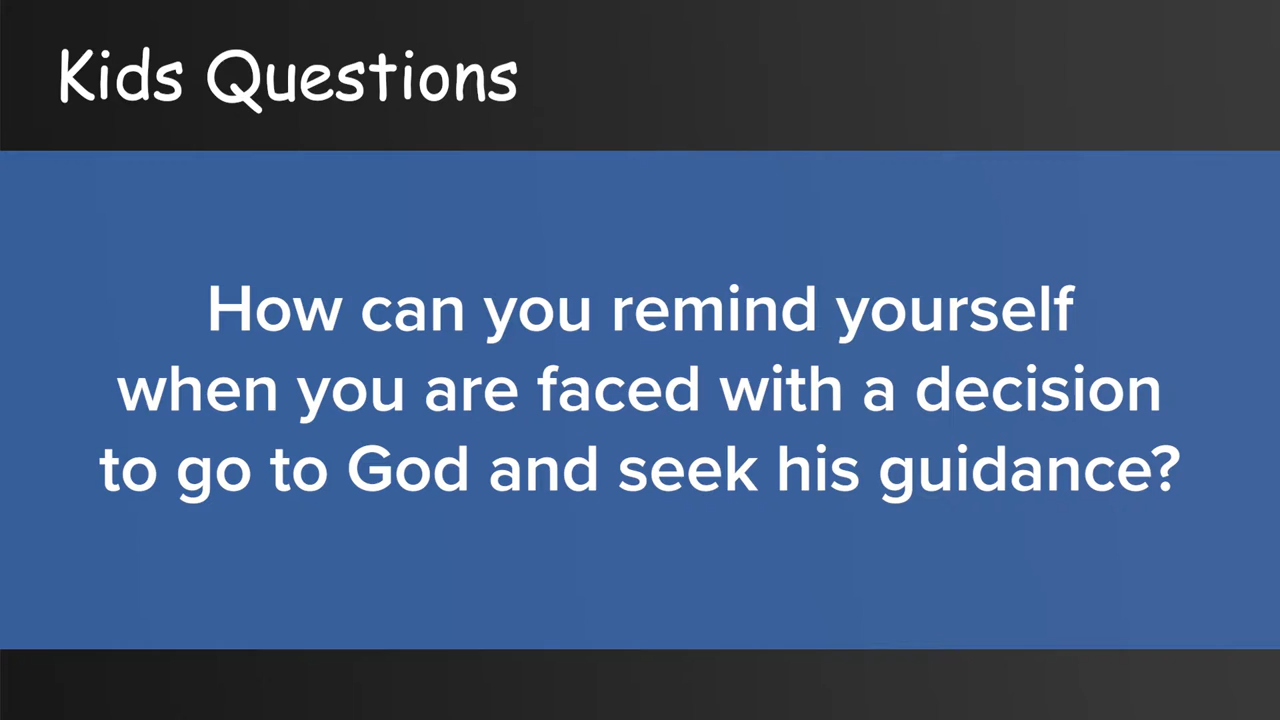 Kids Questions
How can you remind yourself
when you are faced with a decision
to go to God and seek his guidance?